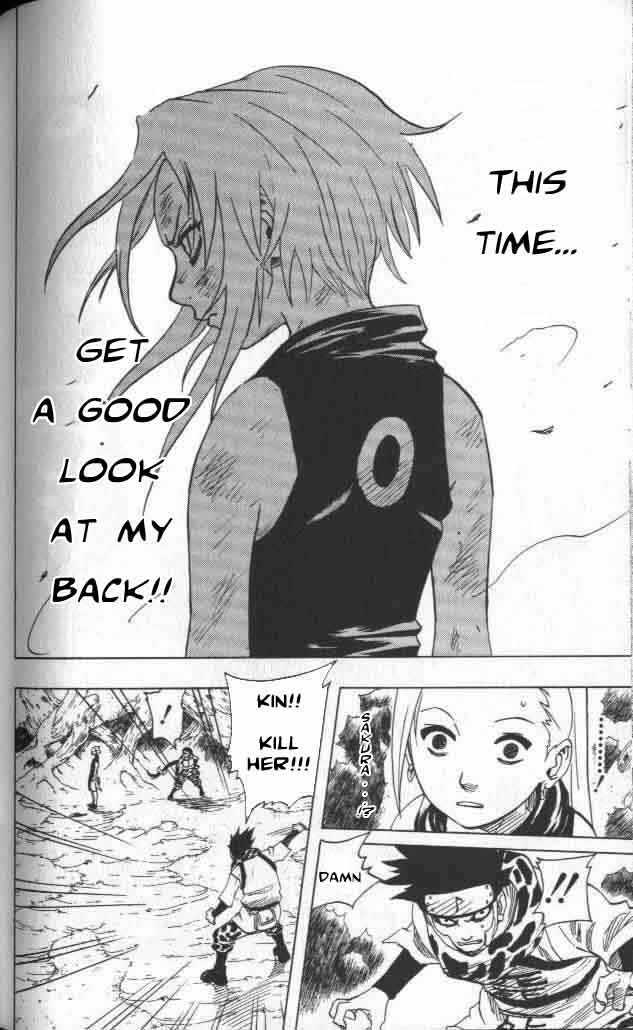 THIS
TIME...
GET
A GOOD
LOOK
AT MY
BACK!!
SAKURA...!?
.......
DAMN
!!
KIN!!
KILL
HER!!!
!